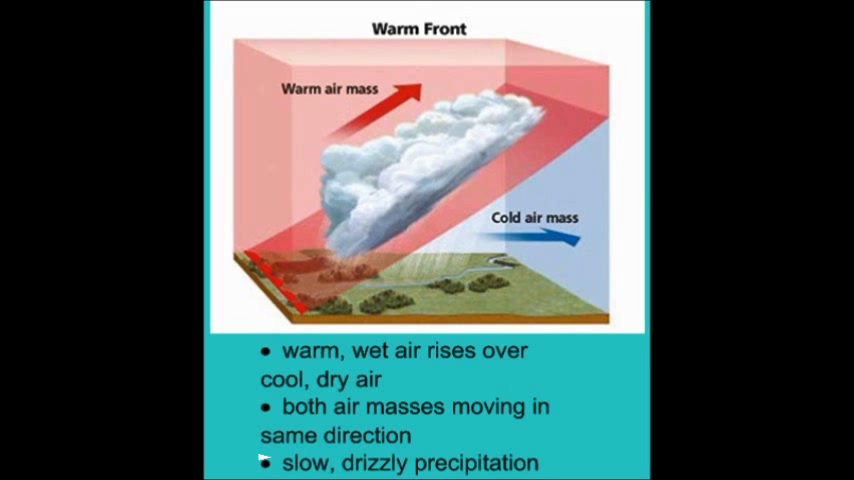 Warm Front
Warm air mass
Cold air mass
• warm, wet air rises over
cool, dry air
• both air masses moving in
same direction
• slow, drizzly precipitation